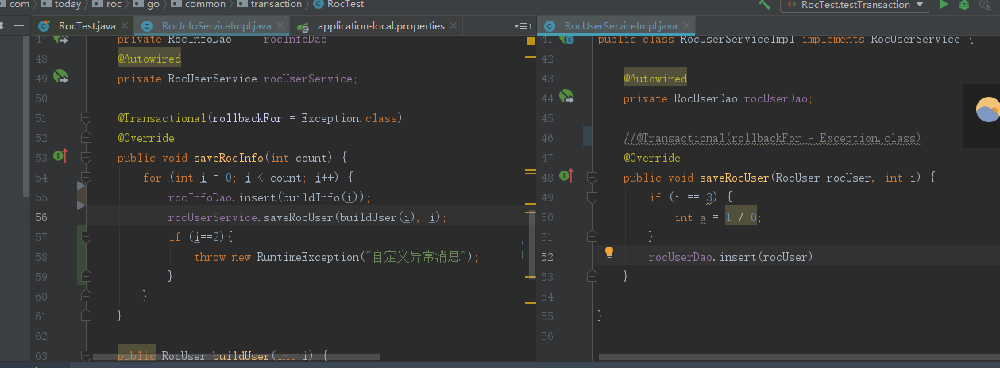 com
today
roc
go
common
transaction
RocTest
RocTest.testTransaction
RocTest.java
RocInfoServiceImpl.java
application-local.properties
1
RocUserServiceImpl.java
47 private RocInfoDao rocInfoDao;
48 @Autowired
49 private RocUserService rocUserService;
50
51 @Transactional(rollbackFor = Exception.class)
52 @Override
53 public void saveRocInfo(int count) {
54 for (int i = 0; i < count; i++) {
55 rocInfoDao.insert(buildInfo(i));
56 rocUserService.saveRocUser(buildUser(i), i);
57 if (i==2){
58 throw new RuntimeException("自定义异常消息");
59 }
60 }
61 }
62
63 public RocUser buildUser(int i) {
41 public class RocUserServiceImpl implements RocUserService {
42
43 @Autowired
44 private RocUserDao rocUserDao;
45
46 //@Transactional(rollbackFor = Exception.class)
47 @Override
48 public void saveRocUser(RocUser rocUser, int i) {
49 if (i == 3) {
50 int a = 1 / 0;
51 }
52 rocUserDao.insert(rocUser);
53 }
54
55 }
56